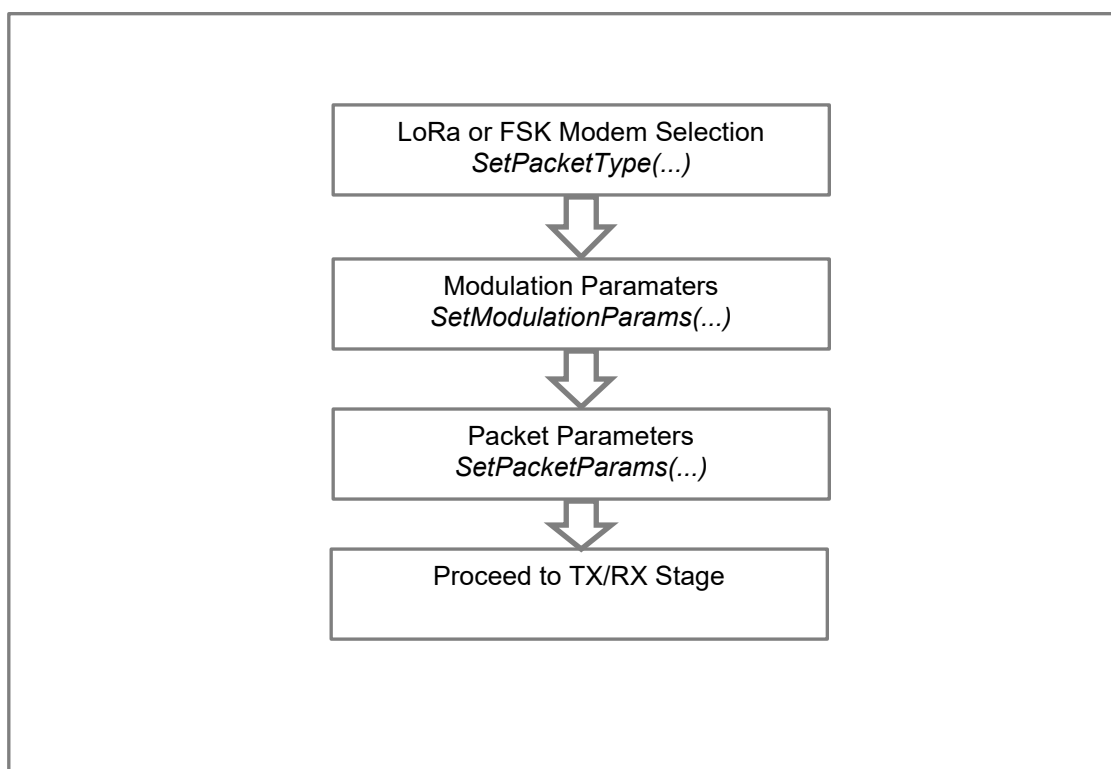 LoRa or FSK Modem Selection
SetPacketType(...)
Modulation Paramaters
SetModulationParams(...)
Packet Parameters
SetPacketParams(...)
Proceed to TX/RX Stage